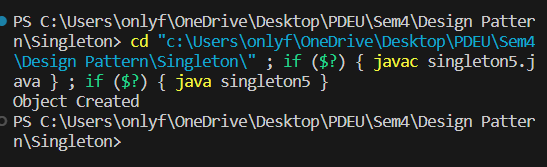 PS C:\Users\onlyf\OneDrive\Desktop\PDEU\Sem4\Design Patter
n\Singleton> cd "c:\Users\onlyf\OneDrive\Desktop\PDEU\Sem4
\Design Pattern\Singleton\" ; if ($?) { javac singleton5.j
ava } ; if ($?) { java singleton5 }
Object Created
PS C:\Users\onlyf\OneDrive\Desktop\PDEU\Sem4\Design Patter
n\Singleton>